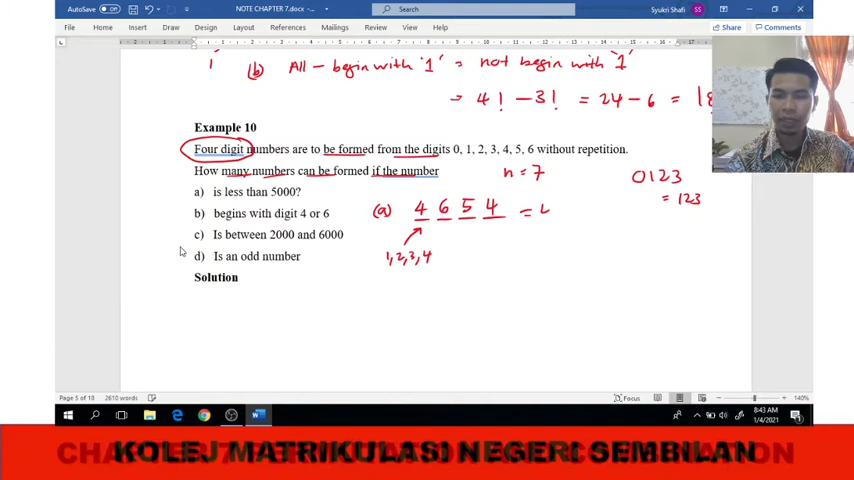 AutoSave Off
NOTE CHAPTER 7.docx
Syukri Shafi SS
File Home Insert Draw Design Layout References Mailings Review View Help
Search
Share Comments
(b) All - begin with '1' = not begin with '1'
4! - 3! = 24 - 6 = 18
Example 10
Four digit numbers are to be formed from the digits 0, 1, 2, 3, 4, 5, 6 without repetition.
How many numbers can be formed if the number
n = 7
0123
= 123
a) is less than 5000?
b) begins with digit 4 or 6
c) Is between 2000 and 6000
d) Is an odd number
(a) 4 6 5 4 =
1,2,3,4
Solution
Page 5 of 18 2610 words
Focus
140%
8:43 AM
1/4/2021
KOLEJ MATRIKULASI NEGERI SEMBILAN